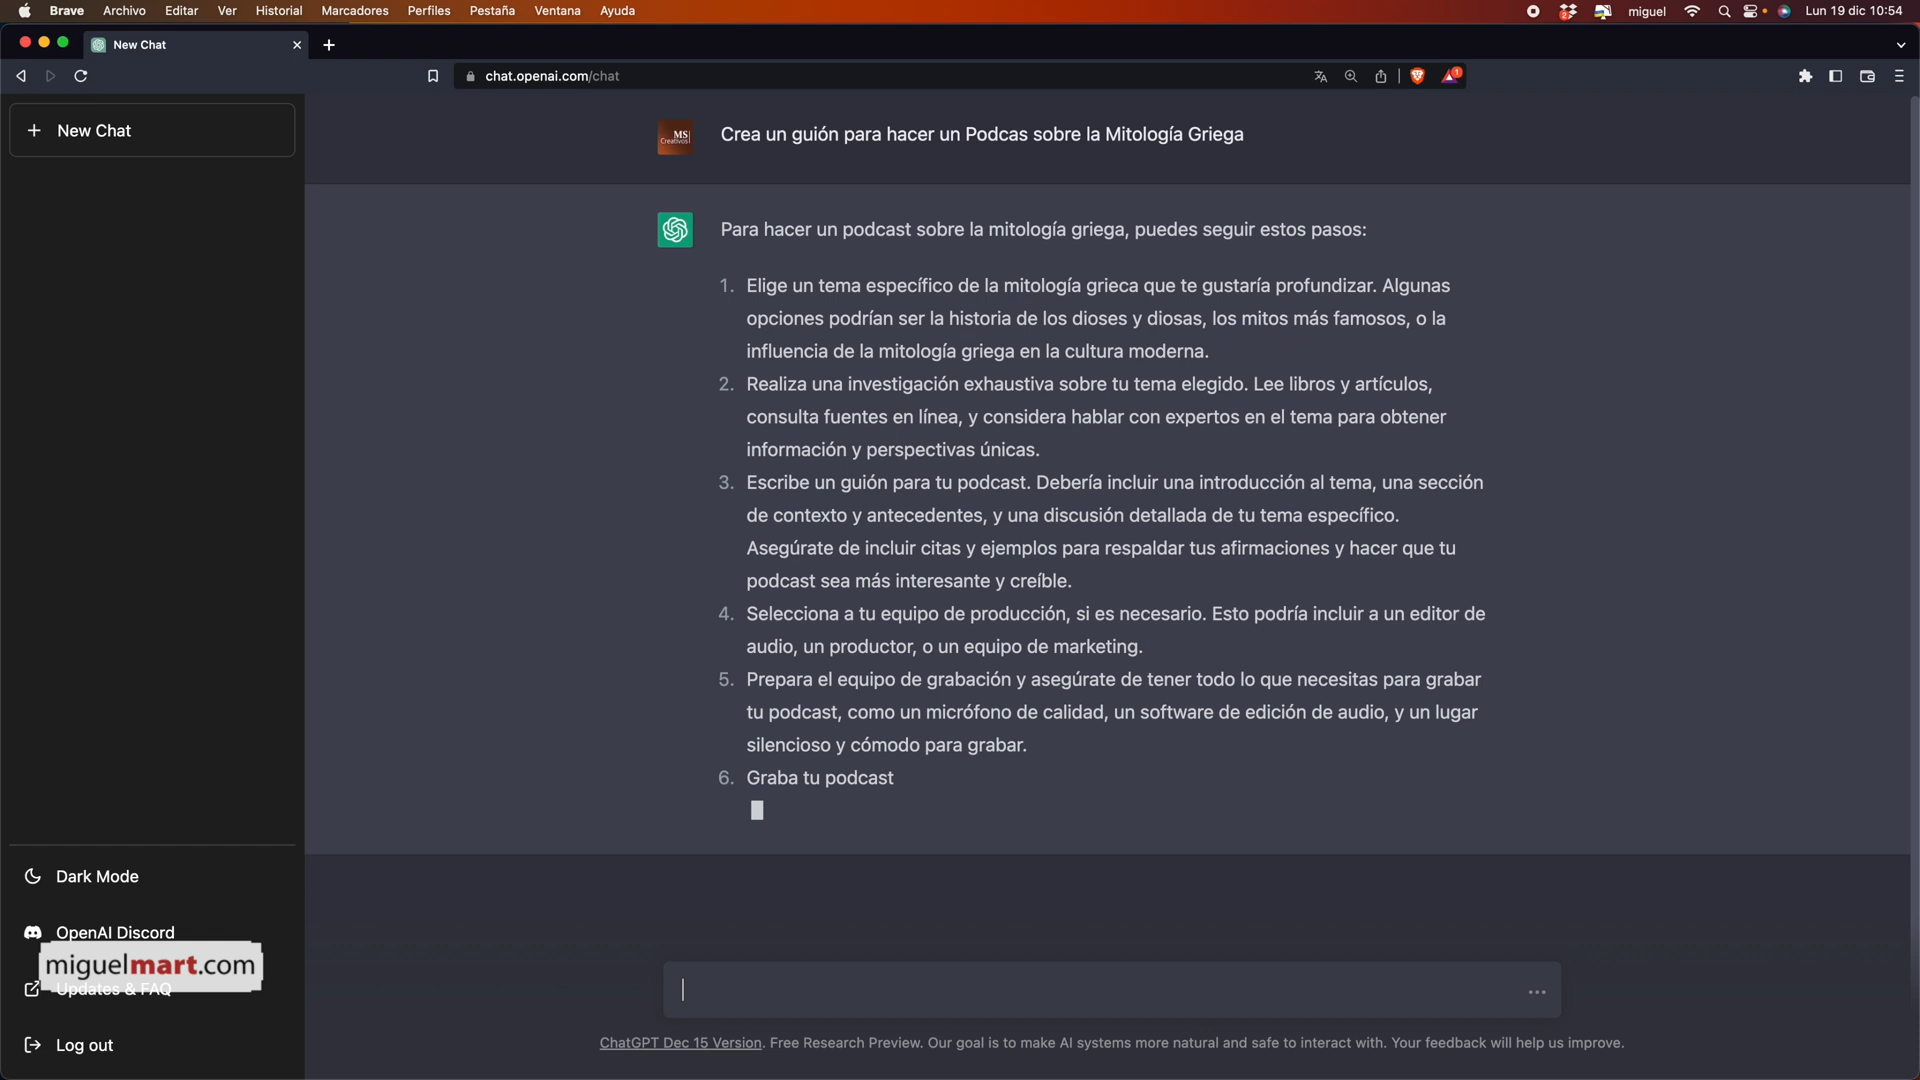 Brave Archivo Editar Ver Historial Marcadores Perfiles Pestaña Ventana Ayuda
2
miguel
Lun 19 dic 10:54
New Chat
chat.openai.com/chat
1
New Chat
MS
Creativos
Crea un guión para hacer un Podcas sobre la Mitología Griega
Para hacer un podcast sobre la mitología griega, puedes seguir estos pasos:
1. Elige un tema específico de la mitología grieca que te gustaría profundizar. Algunas
opciones podrían ser la historia de los dioses y diosas, los mitos más famosos, o la
influencia de la mitología griega en la cultura moderna.
2. Realiza una investigación exhaustiva sobre tu tema elegido. Lee libros y artículos,
consulta fuentes en línea, y considera hablar con expertos en el tema para obtener
información y perspectivas únicas.
3. Escribe un guión para tu podcast. Debería incluir una introducción al tema, una sección
de contexto y antecedentes, y una discusión detallada de tu tema específico.
Asegúrate de incluir citas y ejemplos para respaldar tus afirmaciones y hacer que tu
podcast sea más interesante y creíble.
4. Selecciona a tu equipo de producción, si es necesario. Esto podría incluir a un editor de
audio, un productor, o un equipo de marketing.
5. Prepara el equipo de grabación y asegúrate de tener todo lo que necesitas para grabar
tu podcast, como un micrófono de calidad, un software de edición de audio, y un lugar
silencioso y cómodo para grabar.
6. Graba tu podcast
Dark Mode
OpenAI Discord
miguelmart.com
Updates & FAQ
Log out
ChatGPT Dec 15 Version. Free Research Preview. Our goal is to make AI systems more natural and safe to interact with. Your feedback will help us improve.